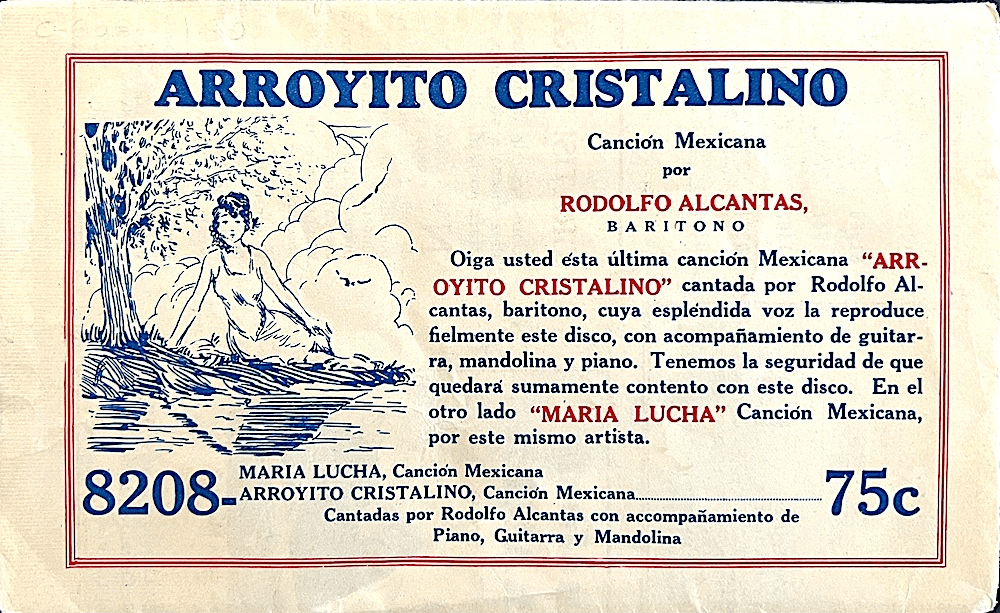 ARROYITO CRISTALINO
Canción Mexicana
por
RODOLFO ALCANTAS,
BARITONO
Oiga usted ésta última canción Mexicana "ARR-
OYITO CRISTALINO" cantada por Rodolfo Al-
cantas, baritono, cuya espléndida voz la reproduce
fielmente este disco, con acompañamiento de guitar-
ra, mandolina y piano. Tenemos la seguridad de que
quedará sumamente contento con este disco. En el
otro lado "MARIA LUCHA" Canción Mexicana,
por este mismo artista.
MARIA LUCHA, Canción Mexicana
8208-ARROYITO CRISTALINO, Canción Mexicana........................ 75c
Cantadas por Rodolfo Alcantas con accompañamiento de
Piano, Guitarra y Mandolina